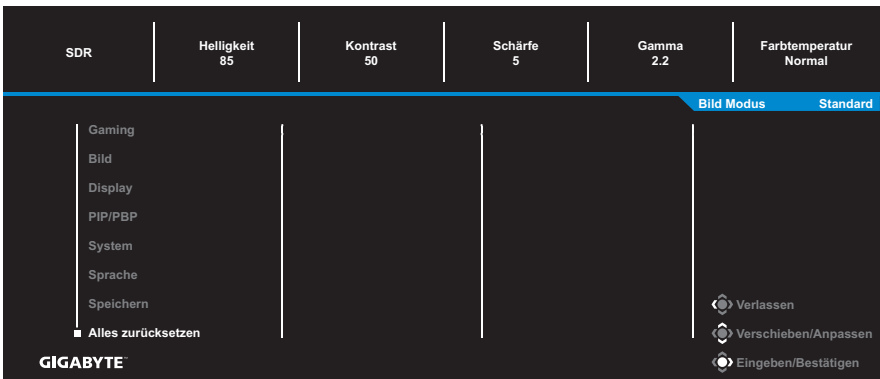 SDR
Helligkeit
85
Kontrast
50
Schärfe
5
Gamma
2.2
Farbtemperatur
Normal
Bild Modus Standard
Gaming
Bild
Display
PIP/PBP
System
Sprache
Speichern
Alles zurücksetzen
Verlassen
Verschieben/Anpassen
Eingeben/Bestätigen
GIGABYTE™